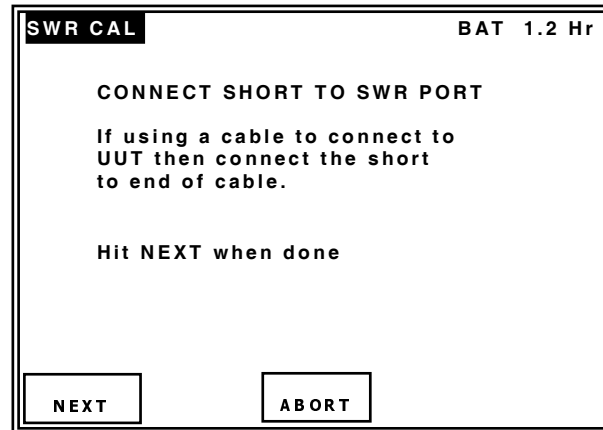 SWR CAL BAT 1.2 Hr
CONNECT SHORT TO SWR PORT
If using a cable to connect to
UUT then connect the short
to end of cable.
Hit NEXT when done
NEXT ABORT